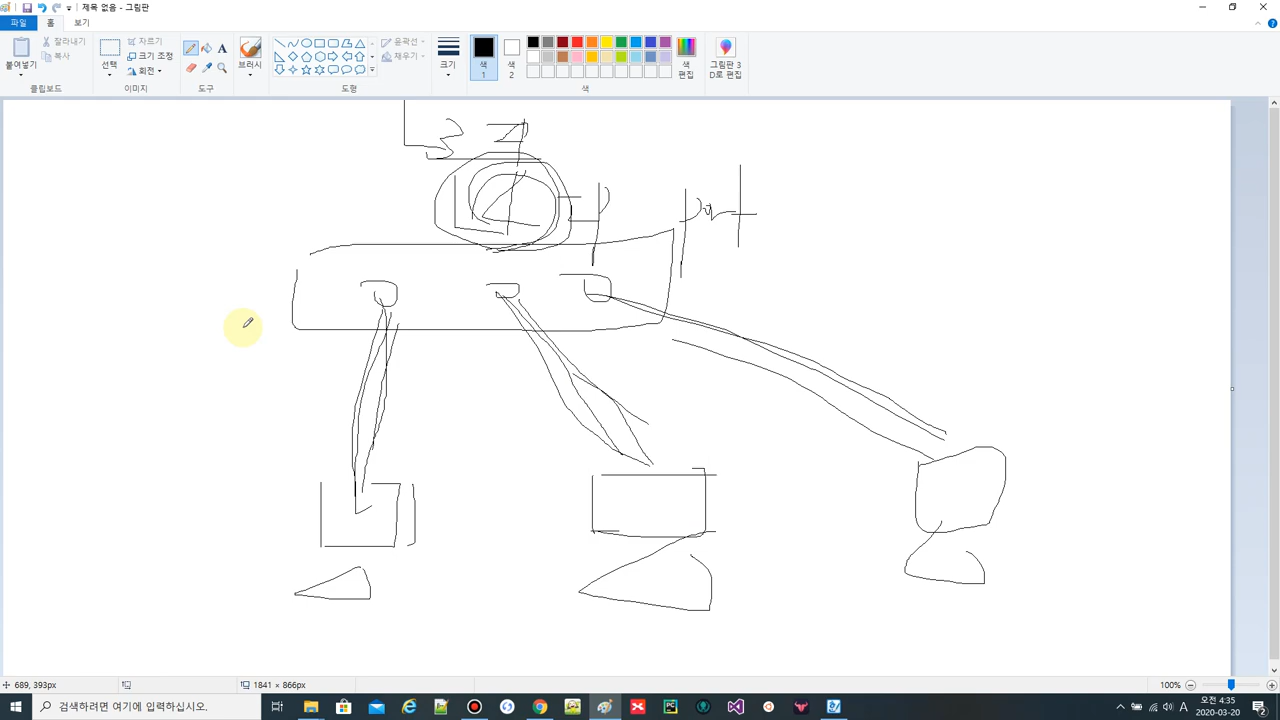 제목 없음 - 그림판
파일
홈
보기
붙여넣기
잘라내기
복사
클립보드
선택
자르기
크기 조정
회전
이미지
A
도구
브러시
윤곽선
채우기
도형
크기
색 1
색 2
색 편집
색
그림판 3D로 편집
L3
port
689, 393px
1841 × 866px
100%
검색하려면 여기에 입력하십시오.
A
오전 4:35
2020-03-20
2